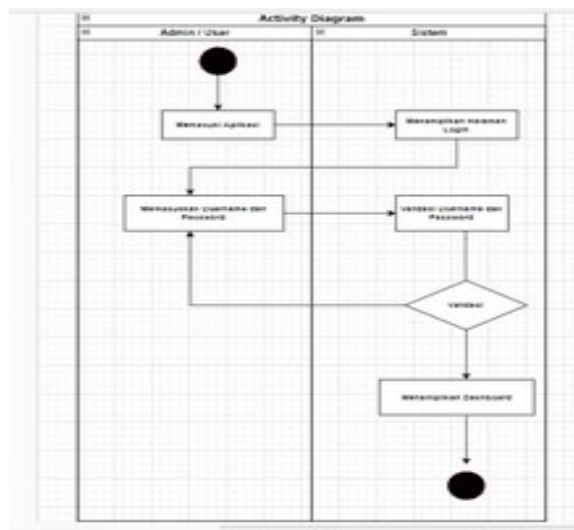 Activity Diagram
Admin / User
Sistem
Memasuki Aplikasi
Menampilkan Halaman
Login
Memasukkan Username dan
Password
Validasi Username dan
Password
Validasi
Menampilkan Dashboard